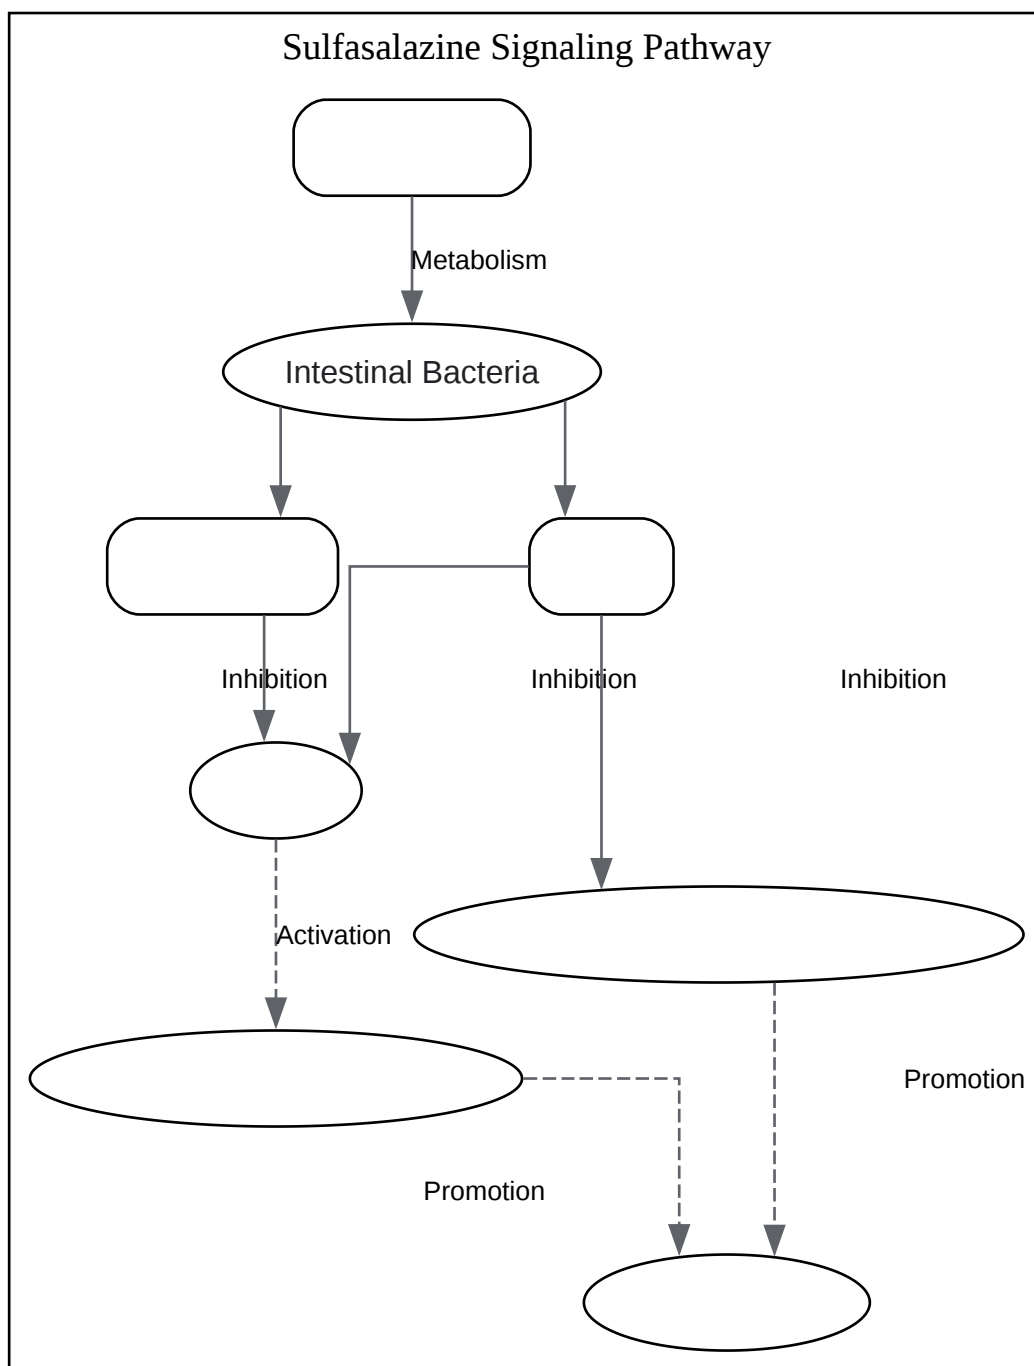 Sulfasalazine Signaling Pathway
Metabolism
Intestinal Bacteria
Inhibition
Inhibition
Inhibition
Activation
Promotion
Promotion